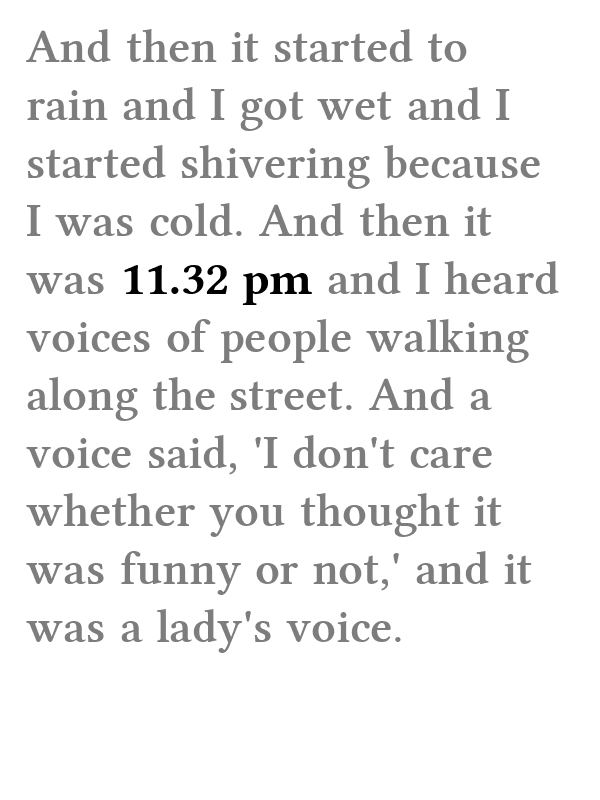 And then it started to
rain and I got wet and I
started shivering because
I was cold. And then it
was 11.32 pm and I heard
voices of people walking
along the street. And a
voice said, 'I don't care
whether you thought it
was funny or not,' and it
was a lady's voice.